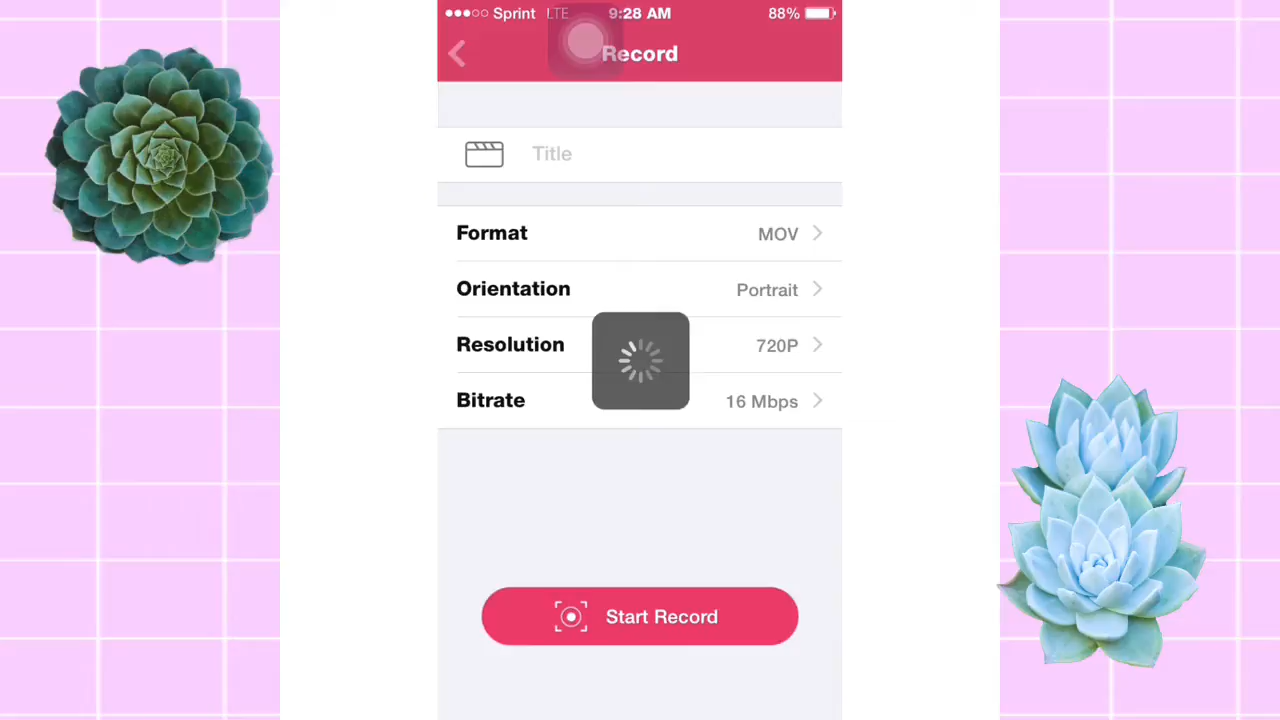 Sprint LTE 9:28 AM 88%
Record
Title
Format MOV
Orientation Portrait
Resolution 720P
Bitrate 16 Mbps
Start Record